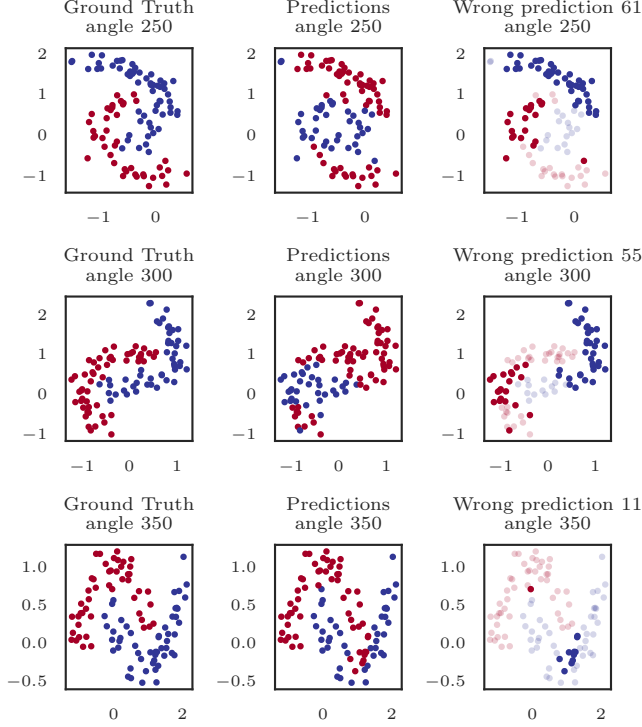 Ground Truth
angle 250
Predictions
angle 250
Wrong prediction 61
angle 250
2
1
0
−1
−1 0
2
1
0
−1
−1 0
2
1
0
−1
−1 0
Ground Truth
angle 300
Predictions
angle 300
Wrong prediction 55
angle 300
2
1
0
−1
−1 0 1
2
1
0
−1
−1 0 1
2
1
0
−1
−1 0 1
Ground Truth
angle 350
Predictions
angle 350
Wrong prediction 11
angle 350
1.0
0.5
0.0
−0.5
0 2
1.0
0.5
0.0
−0.5
0 2
1.0
0.5
0.0
−0.5
0 2